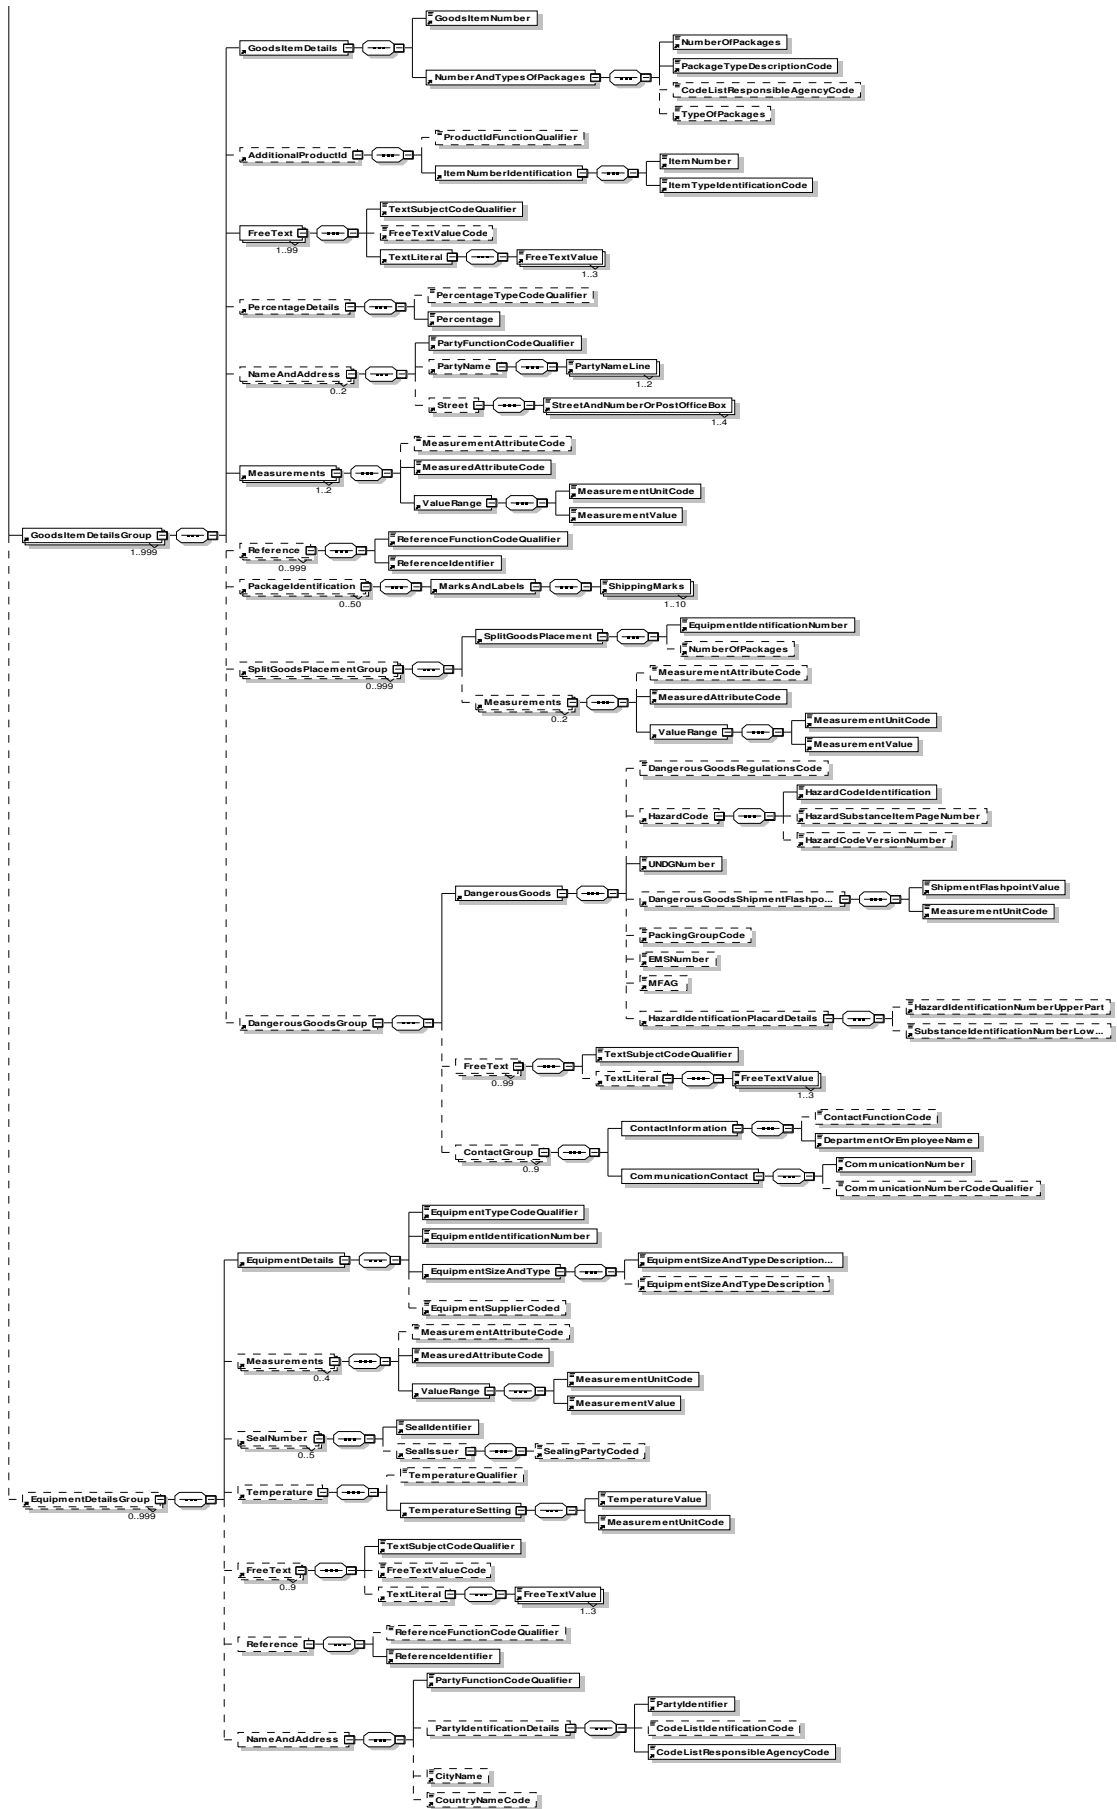 GoodsItemNumber
GoodsItemDetails
NumberOfPackages
PackageTypeDescriptionCode
NumberAndTypesOfPackages
CodeListResponsibleAgencyCode
TypeOfPackages
ProductIdFunctionQualifier
AdditionalProductId
ItemNumber
ItemNumberIdentification
ItemTypeIdentificationCode
TextSubjectCodeQualifier
FreeText
1..99
FreeTextValueCode
TextLiteral
FreeTextValue
1..3
PercentageTypeCodeQualifier
PercentageDetails
Percentage
PartyFunctionCodeQualifier
NameAndAddress
0..2
PartyName
PartyNameLine
1..2
Street
StreetAndNumberOrPostOfficeBox
1..4
MeasurementAttributeCode
Measurements
1..2
MeasuredAttributeCode
ValueRange
MeasurementUnitCode
MeasurementValue
GoodsItemDetailsGroup
1..999
ReferenceFunctionCodeQualifier
Reference
0..999
ReferenceIdentifier
PackageIdentification
0..50
MarksAndLabels
ShippingMarks
1..10
EquipmentIdentificationNumber
SplitGoodsPlacement
NumberOfPackages
SplitGoodsPlacementGroup
0..999
MeasurementAttributeCode
Measurements
0..2
MeasuredAttributeCode
ValueRange
MeasurementUnitCode
MeasurementValue
DangerousGoodsRegulationsCode
HazardCodeIdentification
HazardCode
HazardSubstanceItemPageNumber
HazardCodeVersionNumber
UNDGNumber
DangerousGoods
ShipmentFlashpointValue
DangerousGoodsShipmentFlashpo...
MeasurementUnitCode
PackingGroupCode
EMSNumber
MFAG
HazardIdentificationNumberUpperPart
HazardIdentificationPlacardDetails
SubstanceIdentificationNumberLow...
DangerousGoodsGroup
TextSubjectCodeQualifier
FreeText
0..99
TextLiteral
FreeTextValue
1..3
ContactFunctionCode
ContactInformation
DepartmentOrEmployeeName
ContactGroup
0..9
CommunicationNumber
CommunicationContact
CommunicationNumberCodeQualifier
EquipmentTypeCodeQualifier
EquipmentIdentificationNumber
EquipmentDetails
EquipmentSizeAndTypeDescription...
EquipmentSizeAndType
EquipmentSizeAndTypeDescription
EquipmentSupplierCoded
MeasurementAttributeCode
Measurements
0..4
MeasuredAttributeCode
ValueRange
MeasurementUnitCode
MeasurementValue
SealIdentifier
SealNumber
0..5
SealIssuer
SealingPartyCoded
TemperatureQualifier
Temperature
TemperatureValue
TemperatureSetting
MeasurementUnitCode
EquipmentDetailsGroup
0..999
TextSubjectCodeQualifier
FreeText
0..9
FreeTextValueCode
TextLiteral
FreeTextValue
1..3
ReferenceFunctionCodeQualifier
Reference
ReferenceIdentifier
PartyFunctionCodeQualifier
PartyIdentifier
PartyIdentificationDetails
CodeListIdentificationCode
NameAndAddress
CodeListResponsibleAgencyCode
CityName
CountryNameCode